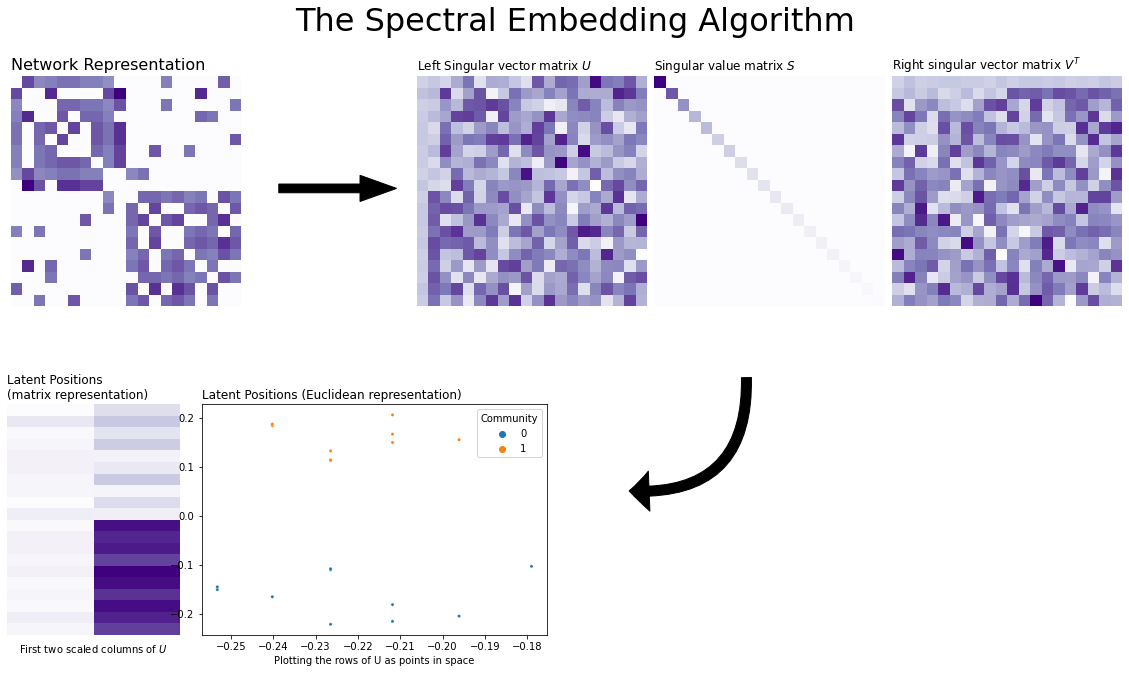 The Spectral Embedding Algorithm
Network Representation
Left Singular vector matrix U
Singular value matrix S
Right singular vector matrix V^T
Latent Positions
(matrix representation)
First two scaled columns of U
Latent Positions (Euclidean representation)
Community
0
1
0.2
0.1
0.0
−0.1
−0.2
−0.25 −0.24 −0.23 −0.22 −0.21 −0.20 −0.19 −0.18
Plotting the rows of U as points in space